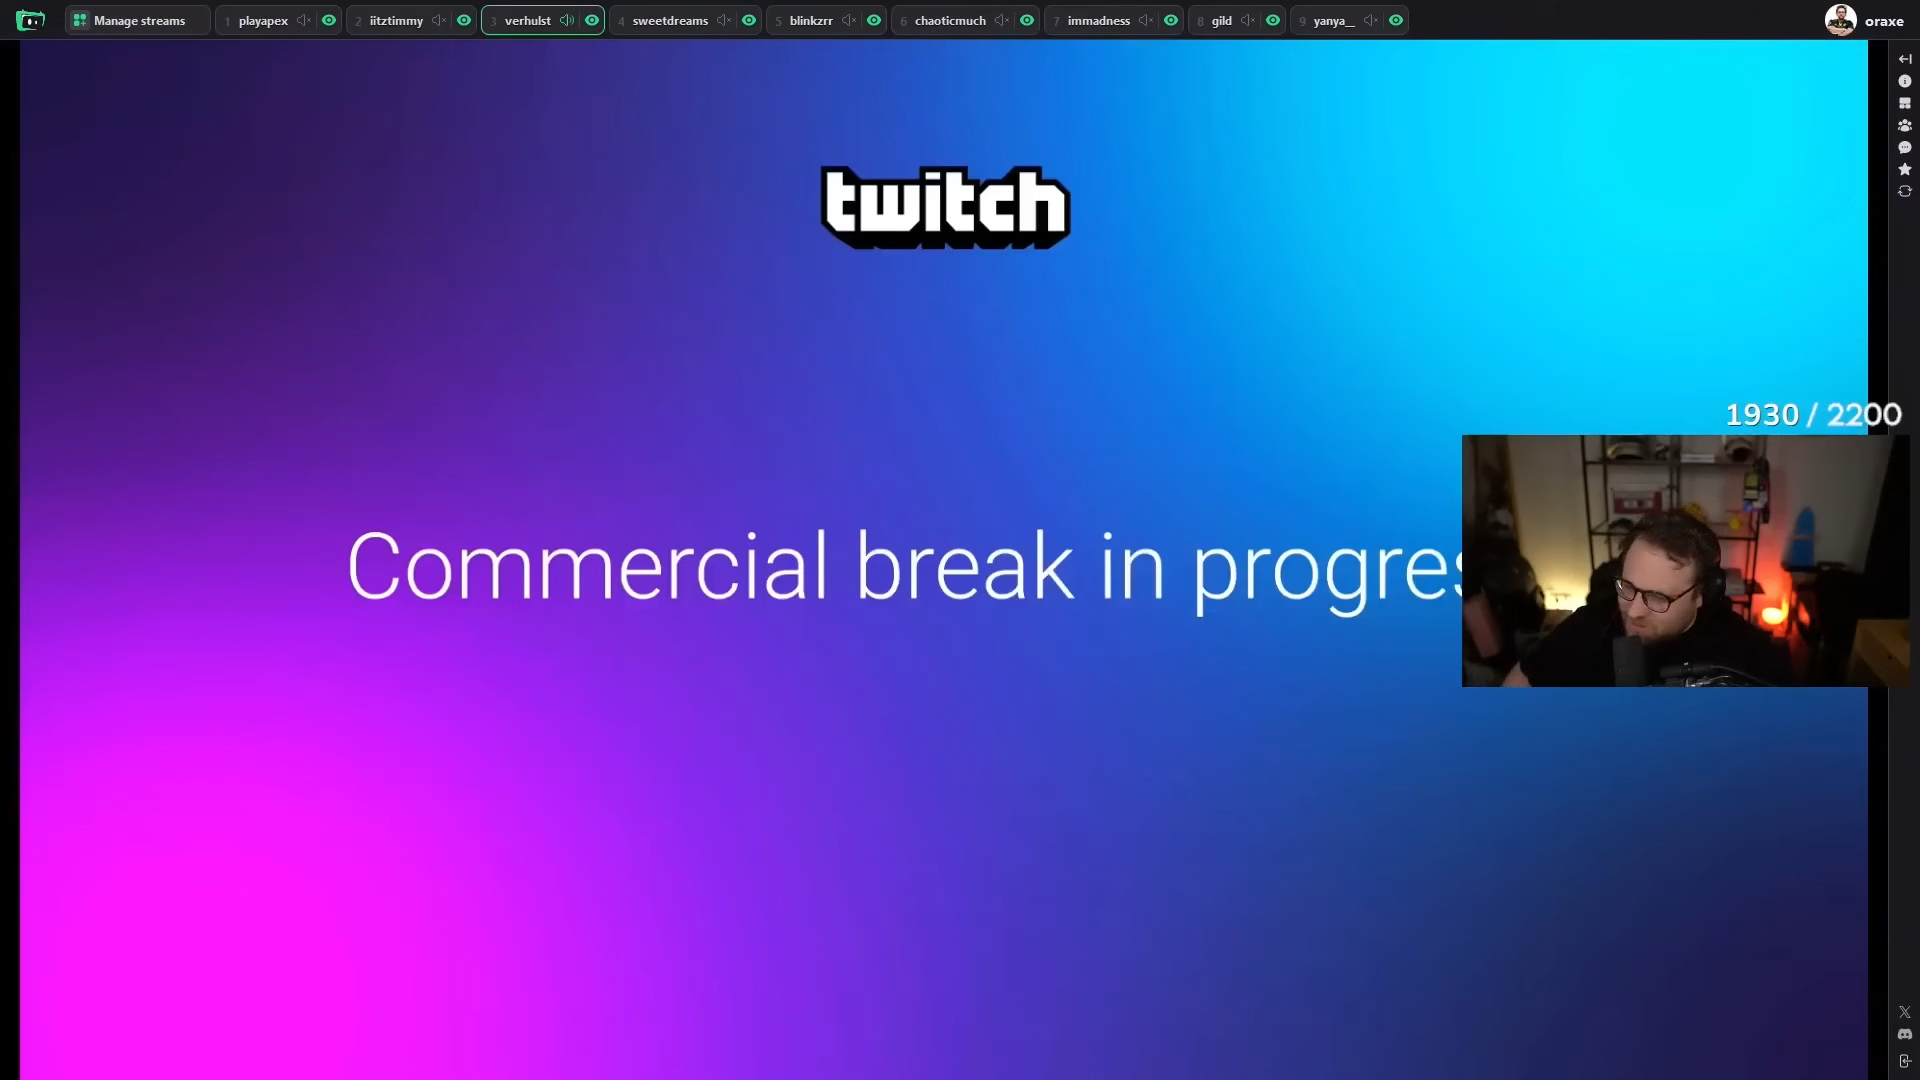 Manage streams 1 playapex 2 iitztimmy 3 verhulst 4 sweetdreams 5 blinkzrr 6 chaoticmuch 7 immadness 8 gild 9 yanya__ oraxe
twitch
1930 / 2200
Commercial break in progres